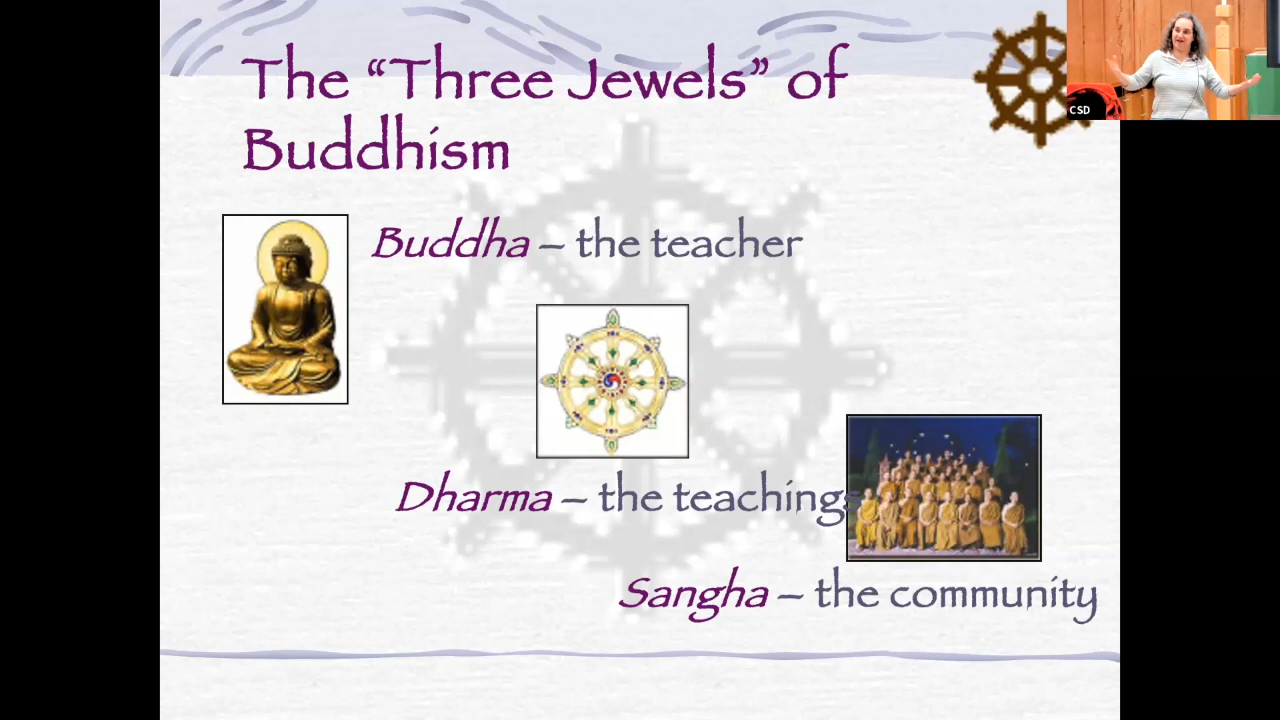 The “Three Jewels” of
Buddhism
CSD
Buddha – the teacher
Dharma – the teachings
Sangha – the community